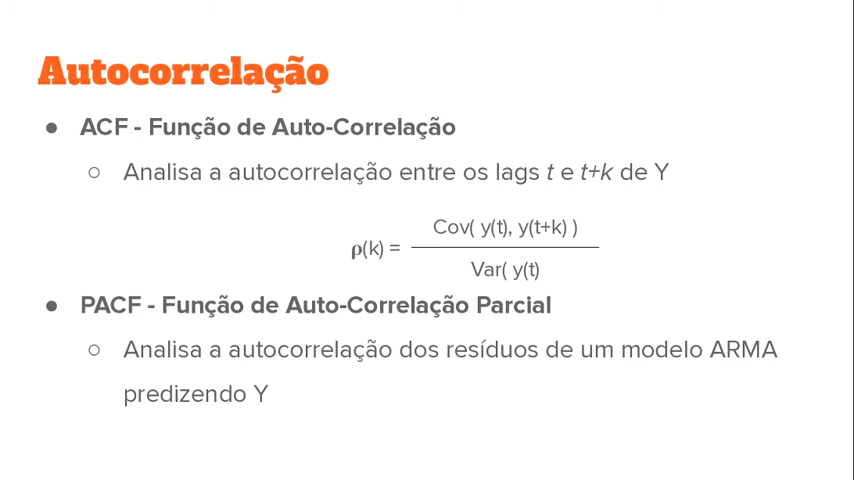 Autocorrelação
● ACF - Função de Auto-Correlação
○ Analisa a autocorrelação entre os lags t e t+k de Y
Cov( y(t), y(t+k) )
ρ(k) =
Var( y(t)
● PACF - Função de Auto-Correlação Parcial
○ Analisa a autocorrelação dos resíduos de um modelo ARMA
predizendo Y